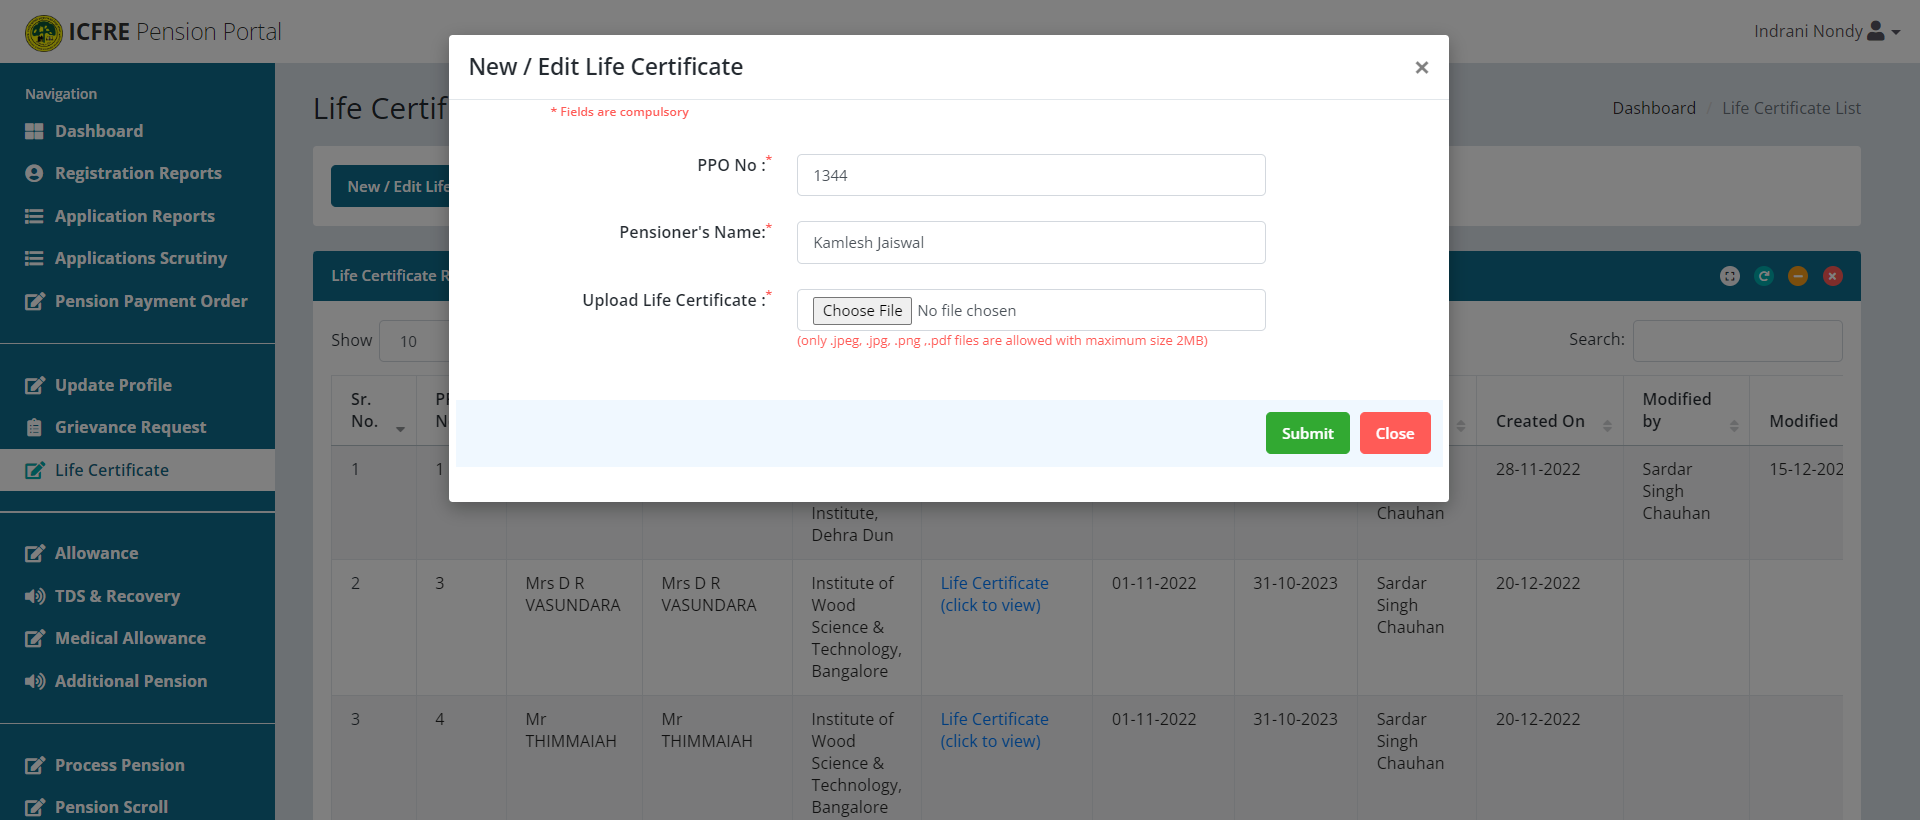 ICFRE Pension Portal
Indrani Nondy
Navigation
Dashboard
Registration Reports
Application Reports
Applications Scrutiny
Pension Payment Order
Update Profile
Grievance Request
Life Certificate
Allowance
TDS & Recovery
Medical Allowance
Additional Pension
Process Pension
Pension Scroll
Life Certif
Dashboard / Life Certificate List
New / Edit Life
Life Certificate R
Show 10
Search:
New / Edit Life Certificate
×
* Fields are compulsory
PPO No :*
1344
Pensioner's Name:*
Kamlesh Jaiswal
Upload Life Certificate :*
Choose File No file chosen
(only .jpeg, .jpg, .png ,.pdf files are allowed with maximum size 2MB)
Submit
Close
Sr.
No.
Created On
Modified
by
Modified
1
1
Institute,
Dehra Dun
Chauhan
28-11-2022
Sardar
Singh
Chauhan
15-12-202
2
3
Mrs D R
VASUNDARA
Mrs D R
VASUNDARA
Institute of
Wood
Science &
Technology,
Bangalore
Life Certificate
(click to view)
01-11-2022
31-10-2023
Sardar
Singh
Chauhan
20-12-2022
3
4
Mr
THIMMAIAH
Mr
THIMMAIAH
Institute of
Wood
Science &
Technology,
Bangalore
Life Certificate
(click to view)
01-11-2022
31-10-2023
Sardar
Singh
Chauhan
20-12-2022